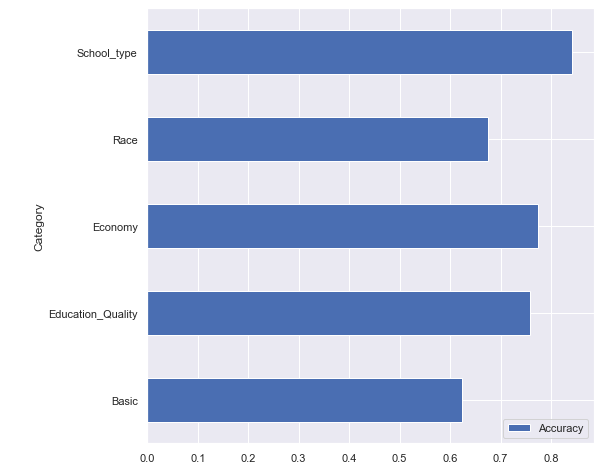 School_type
Race
Economy
Education_Quality
Basic
Category
Accuracy
0.0 0.1 0.2 0.3 0.4 0.5 0.6 0.7 0.8